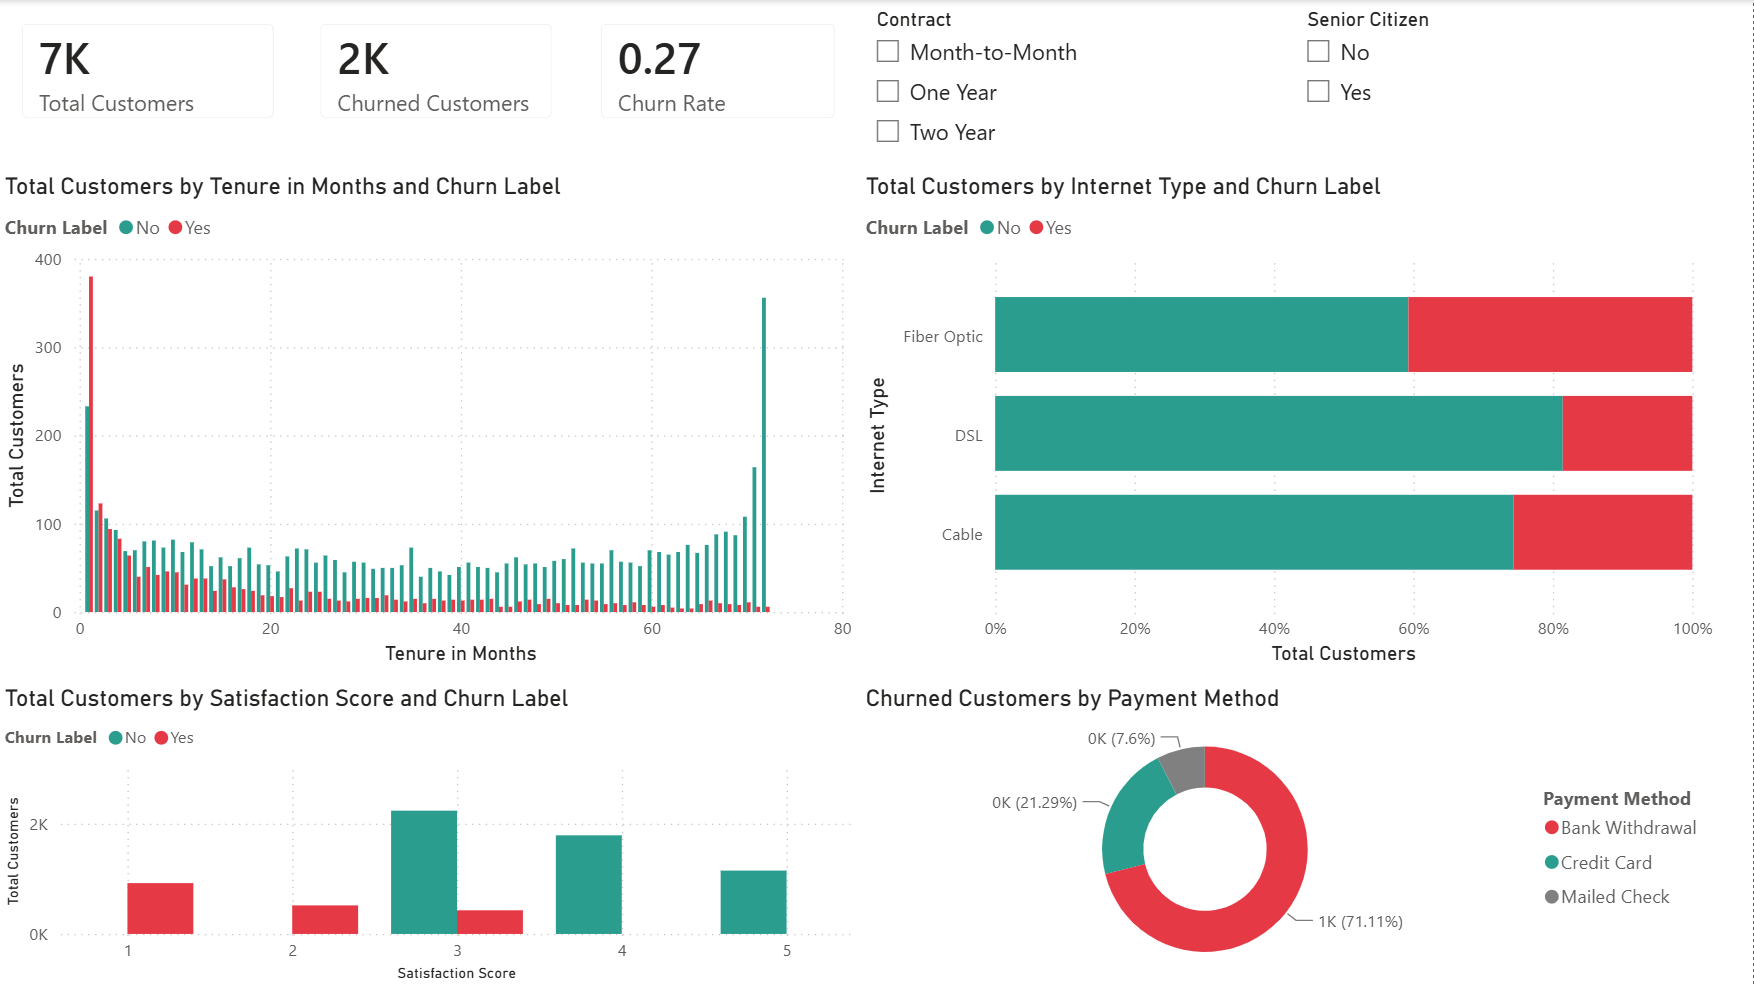 7K
Total Customers
2K
Churned Customers
0.27
Churn Rate
Contract
Month-to-Month
One Year
Two Year
Senior Citizen
No
Yes
Total Customers by Tenure in Months and Churn Label
Churn Label No Yes
400
300
200
100
0
Total Customers
0 20 40 60 80
Tenure in Months
Total Customers by Internet Type and Churn Label
Churn Label No Yes
Internet Type
Fiber Optic
DSL
Cable
0% 20% 40% 60% 80% 100%
Total Customers
Total Customers by Satisfaction Score and Churn Label
Churn Label No Yes
Total Customers
2K
0K
1 2 3 4 5
Satisfaction Score
Churned Customers by Payment Method
0K (7.6%)
0K (21.29%)
1K (71.11%)
Payment Method
Bank Withdrawal
Credit Card
Mailed Check